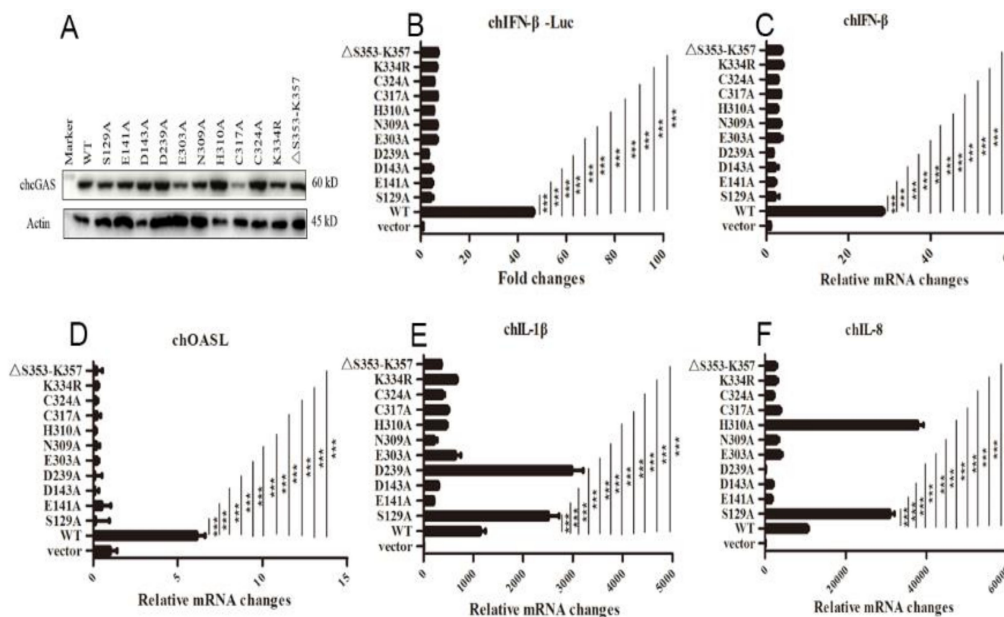 A
Marker
WT
S129A
E141A
D143A
D239A
E303A
N309A
H310A
C317A
C324A
K334R
△S353-K357
chcGAS
60 kD
Actin
45 kD
B
chIFN-β -Luc
△S353-K357
K334R
C324A
C317A
H310A
N309A
E303A
D239A
D143A
E141A
S129A
WT
vector
***
***
***
***
***
***
***
***
***
***
***
0
20
40
60
80
100
Fold changes
C
chIFN-β
△S353-K357
K334R
C324A
C317A
H310A
N309A
E303A
D239A
D143A
E141A
S129A
WT
vector
***
***
***
***
***
***
***
***
***
***
***
0
20
40
Relative mRNA changes
D
chOASL
△S353-K357
K334R
C324A
C317A
H310A
N309A
E303A
D239A
D143A
E141A
S129A
WT
vector
***
***
***
***
***
***
***
***
***
***
***
0
5
10
15
Relative mRNA changes
E
chIL-1β
△S353-K357
K334R
C324A
C317A
H310A
N309A
E303A
D239A
D143A
E141A
S129A
WT
vector
***
***
***
***
***
***
***
***
***
***
***
0
1000
2000
3000
4000
5000
Relative mRNA changes
F
chIL-8
△S353-K357
K334R
C324A
C317A
H310A
N309A
E303A
D239A
D143A
E141A
S129A
WT
vector
***
***
***
***
***
***
***
***
***
***
***
0
20000
40000
Relative mRNA changes